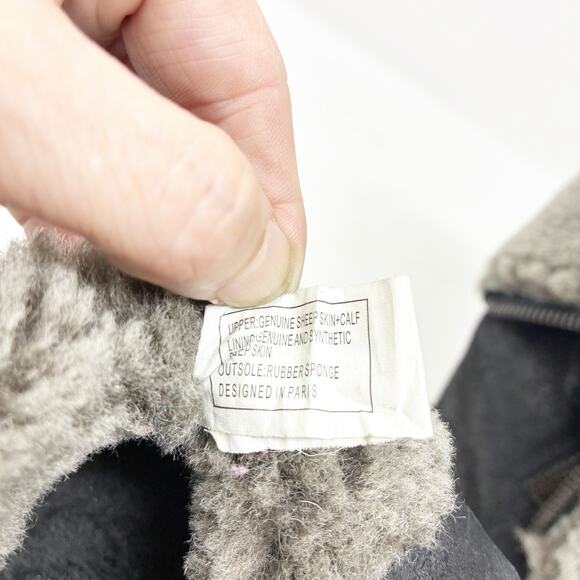 UPPER:GENUINE SHEEP SKIN+CALF
LINING:GENUINE AND SYNTHETIC
SKIN
OUTSOLE:RUBBER SPONGE
DESIGNED IN PARIS